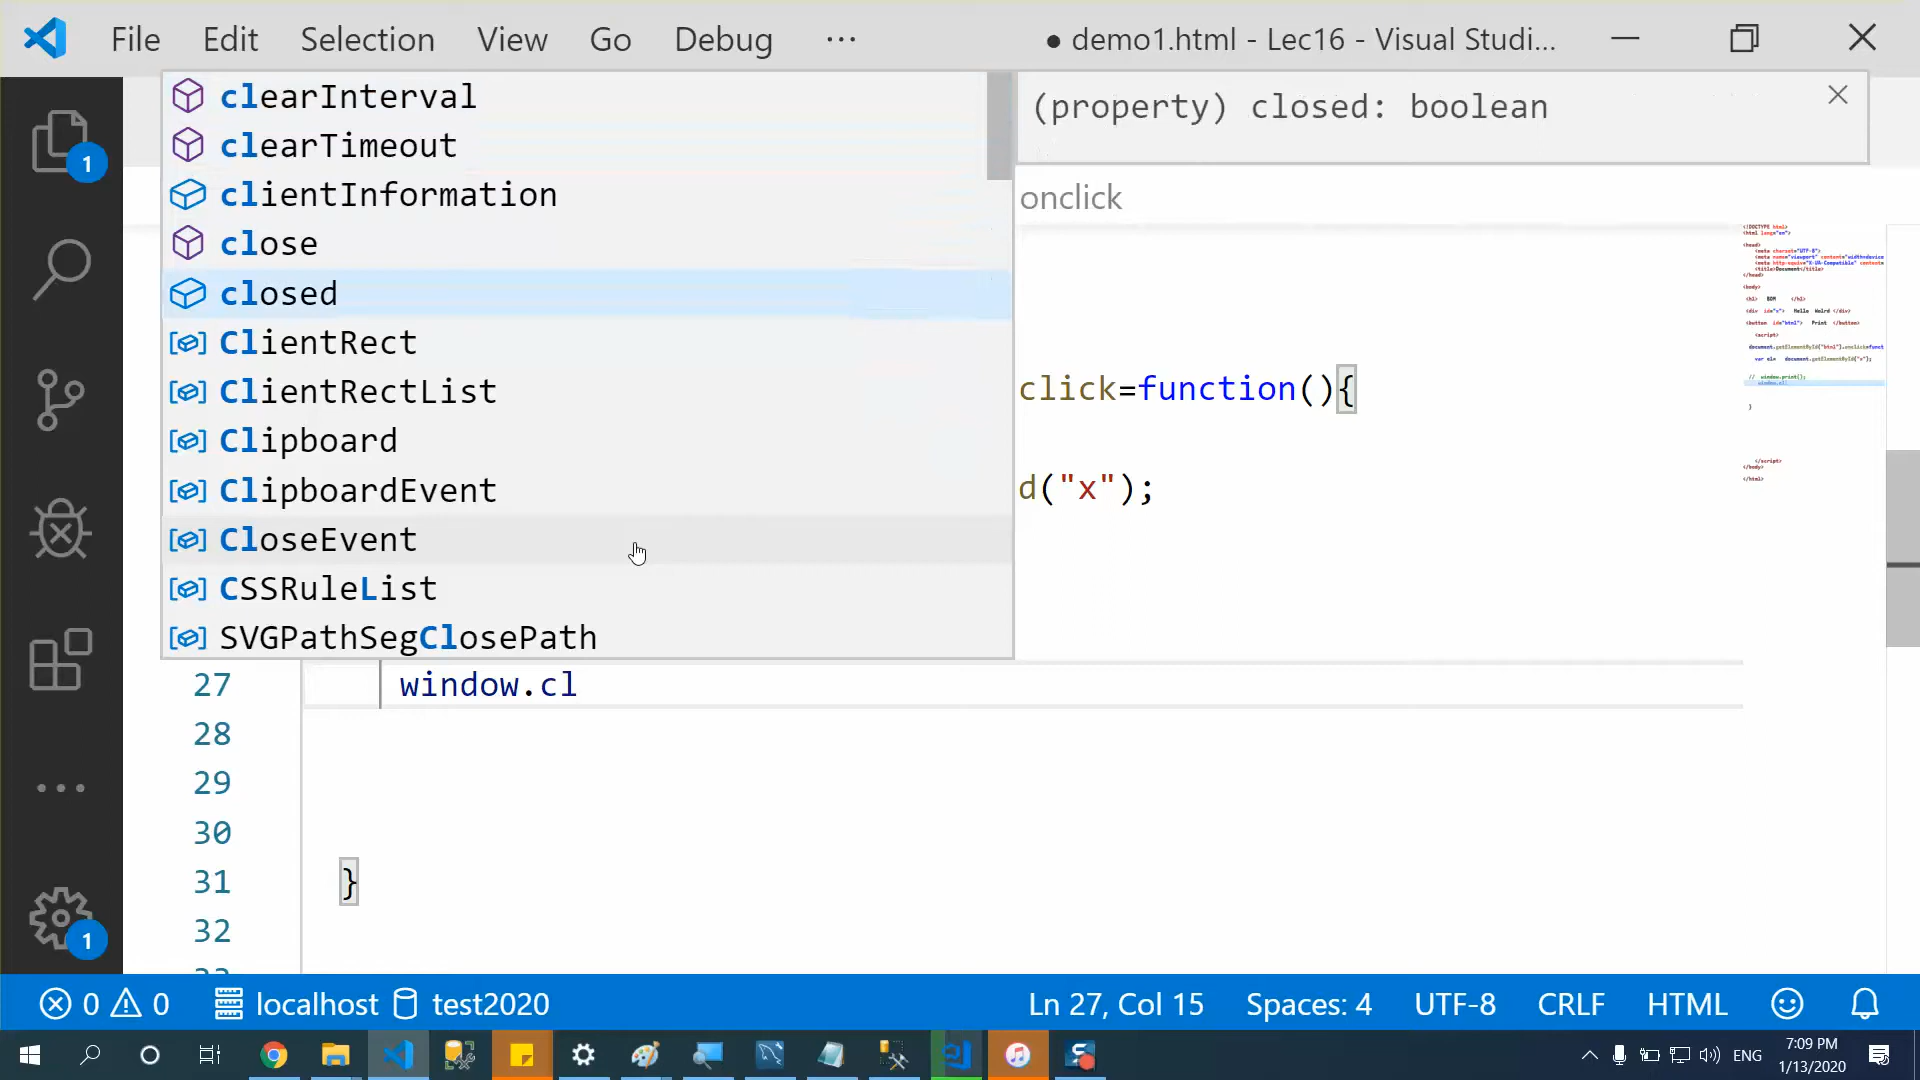 File Edit Selection View Go Debug ··· ● demo1.html - Lec16 - Visual Studi...
clearInterval
clearTimeout
clientInformation
close
closed
ClientRect
ClientRectList
Clipboard
ClipboardEvent
CloseEvent
CSSRuleList
SVGPathSegClosePath
(property) closed: boolean
onclick
click=function(){
d("x");
27 window.cl
28
29
30
31 }
32
1
1
0 0 localhost test2020 Ln 27, Col 15 Spaces: 4 UTF-8 CRLF HTML
ENG 7:09 PM
1/13/2020